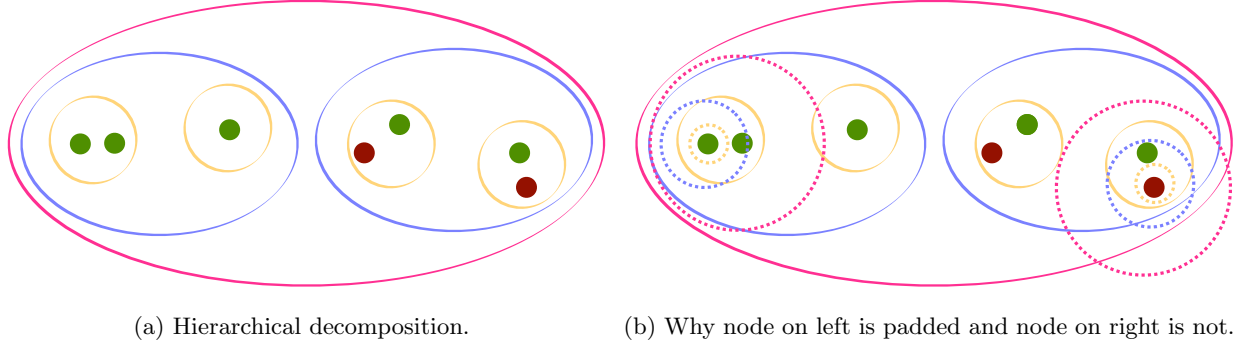 (a) Hierarchical decomposition.
(b) Why node on left is padded and node on right is not.